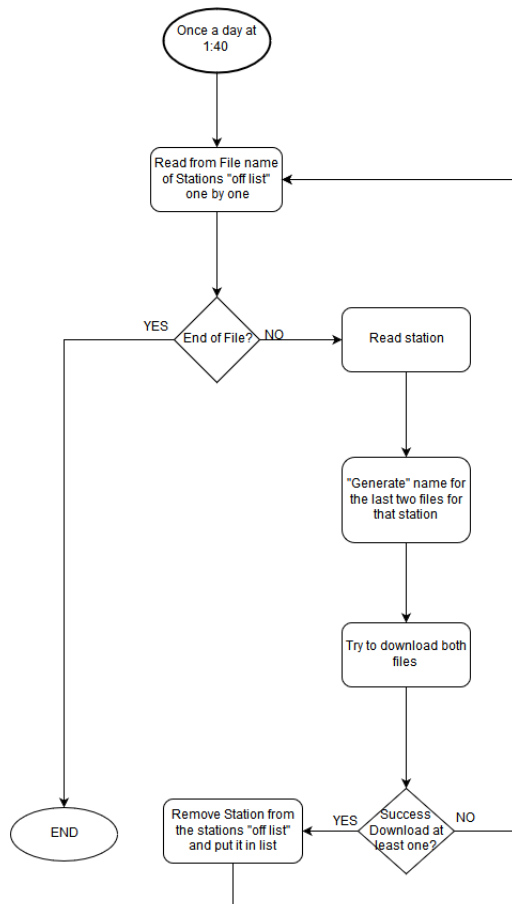 Once a day at
1:40
Read from File name
of Stations "off list"
one by one
YES
End of File?
NO
Read station
"Generate" name for
the last two files for
that station
Try to download both
files
END
Remove Station from
the stations "off list"
and put it in list
YES
Success
Download at
least one?
NO